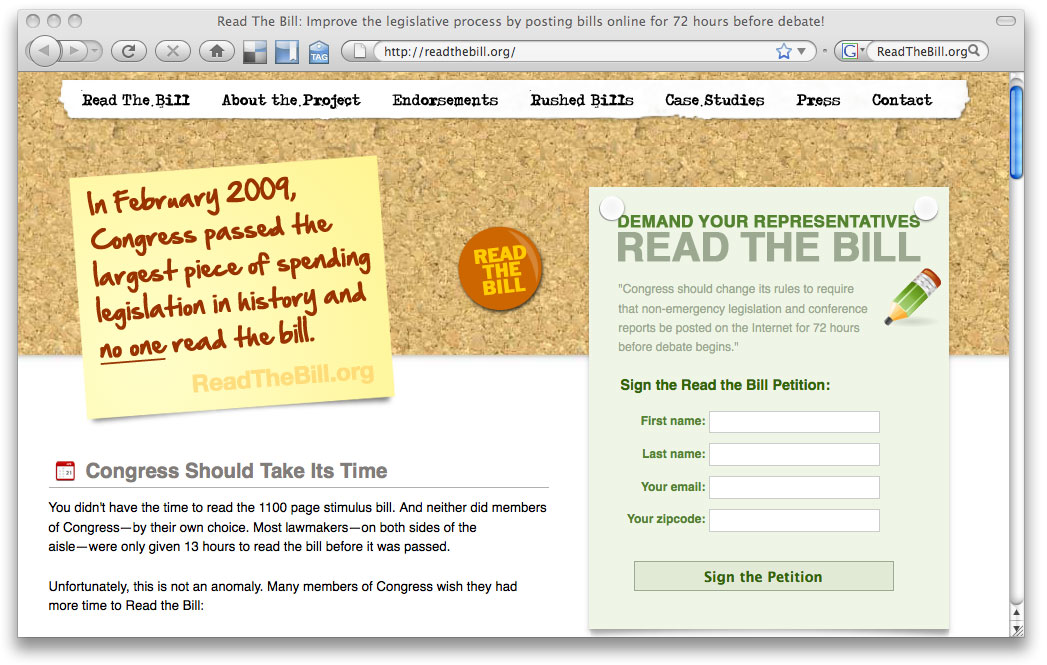 Read The Bill: Improve the legislative process by posting bills online for 72 hours before debate!
TAG
http://readthebill.org/
G
ReadTheBill.org
Read The Bill
About the Project
Endorsements
Rushed Bills
Case Studies
Press
Contact
In February 2009,
Congress passed the
largest piece of spending
legislation in history and
no one read the bill.
ReadTheBill.org
READ
THE
BILL
DEMAND YOUR REPRESENTATIVES
READ THE BILL
"Congress should change its rules to require
that non-emergency legislation and conference
reports be posted on the Internet for 72 hours
before debate begins."
Sign the Read the Bill Petition:
First name:
Last name:
Your email:
Your zipcode:
Sign the Petition
Congress Should Take Its Time
You didn't have the time to read the 1100 page stimulus bill. And neither did members
of Congress—by their own choice. Most lawmakers—on both sides of the
aisle—were only given 13 hours to read the bill before it was passed.
Unfortunately, this is not an anomaly. Many members of Congress wish they had
more time to Read the Bill: